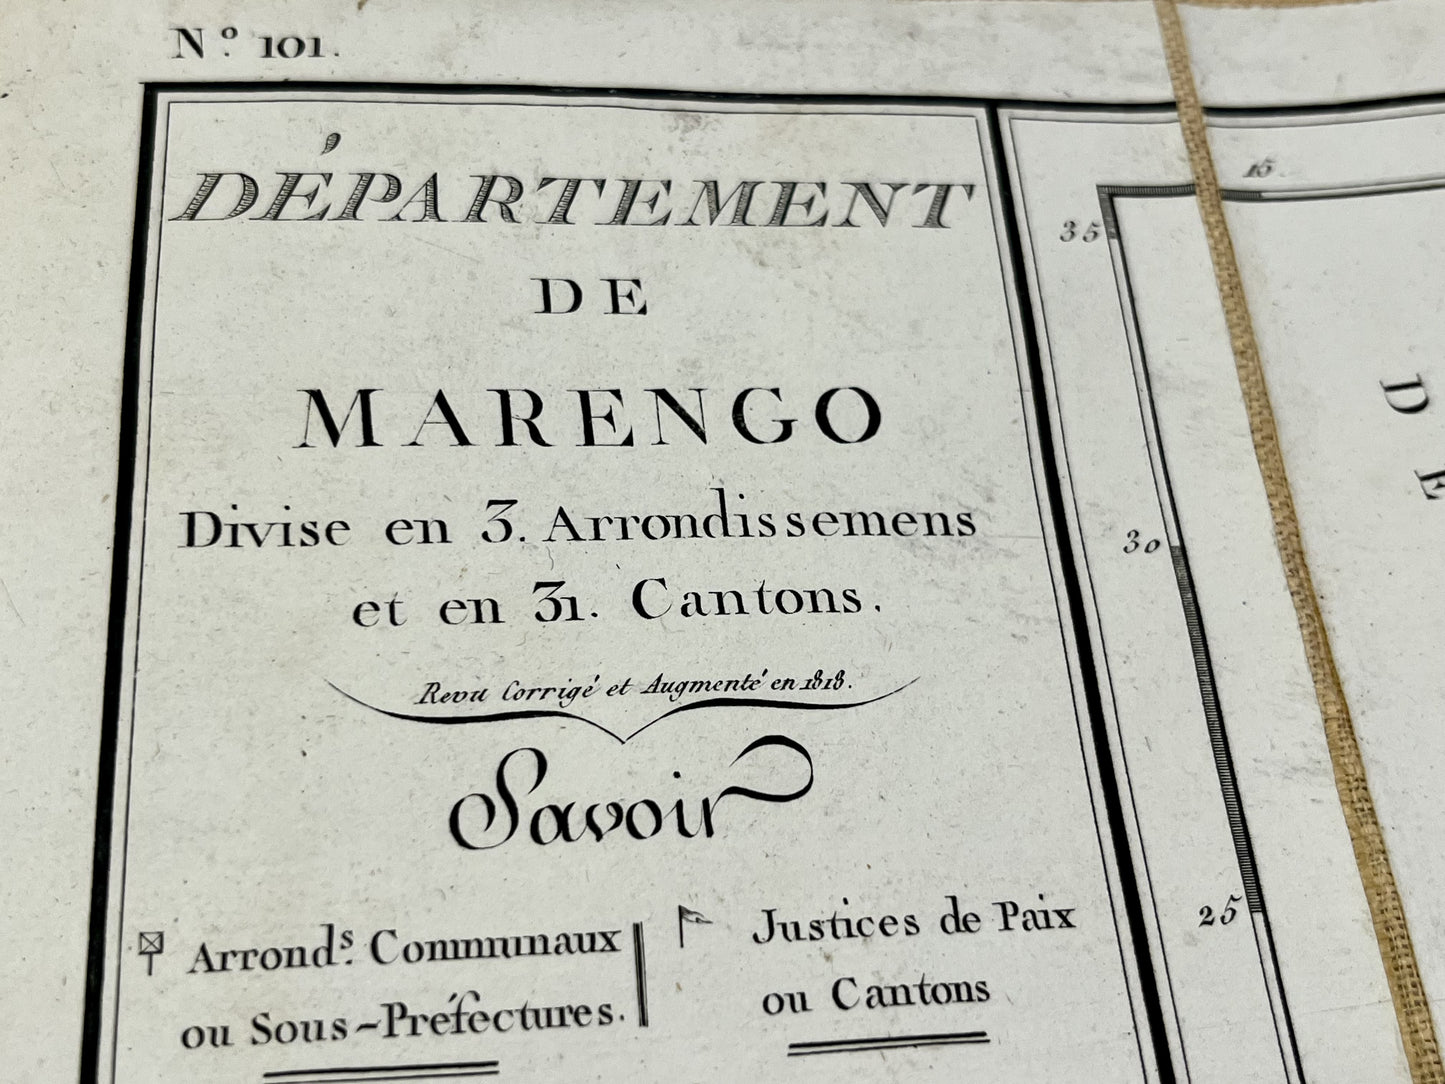 N.º 101.
DÉPARTEMENT
DE
MARENGO
Divise en 3. Arrondissemens
et en 31. Cantons.
Revu Corrigé et Augmenté en 1818.
Savoir
Arronds. Communaux
ou Sous-Préfectures.
Justices de Paix
ou Cantons
15.
35
30
25
D
E